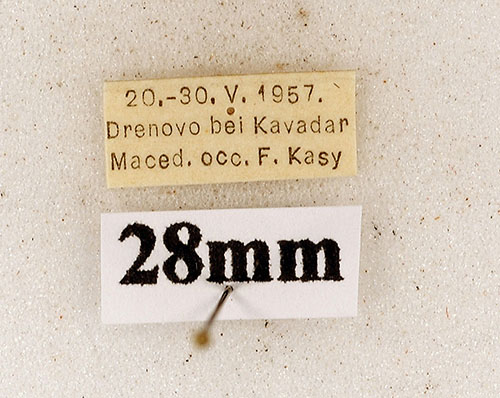 20.-30. V. 1957.
Drenovo bei Kavadar
Maced. occ. F. Kasy
28mm